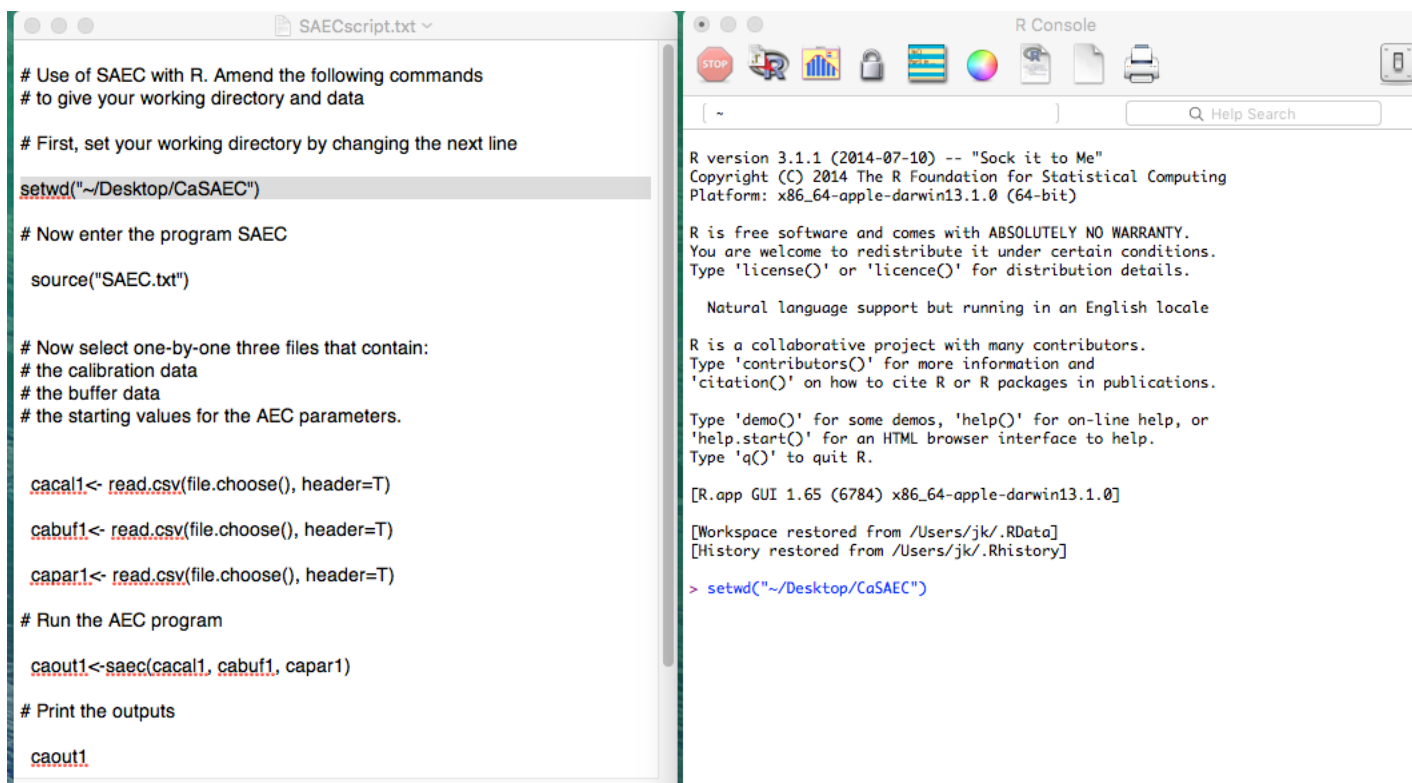 SAECscript.txt
# Use of SAEC with R. Amend the following commands
# to give your working directory and data
# First, set your working directory by changing the next line
setwd("~/Desktop/CaSAEC")
# Now enter the program SAEC
source("SAEC.txt")
# Now select one-by-one three files that contain:
# the calibration data
# the buffer data
# the starting values for the AEC parameters.
cacal1<- read.csv(file.choose(), header=T)
cabuf1<- read.csv(file.choose(), header=T)
capar1<- read.csv(file.choose(), header=T)
# Run the AEC program
caout1<-saec(cacal1, cabuf1, capar1)
# Print the outputs
caout1
R Console
STOP
~
Help Search
R version 3.1.1 (2014-07-10) -- "Sock it to Me"
Copyright (C) 2014 The R Foundation for Statistical Computing
Platform: x86_64-apple-darwin13.1.0 (64-bit)
R is free software and comes with ABSOLUTELY NO WARRANTY.
You are welcome to redistribute it under certain conditions.
Type 'license()' or 'licence()' for distribution details.
Natural language support but running in an English locale
R is a collaborative project with many contributors.
Type 'contributors()' for more information and
'citation()' on how to cite R or R packages in publications.
Type 'demo()' for some demos, 'help()' for on-line help, or
'help.start()' for an HTML browser interface to help.
Type 'q()' to quit R.
[R.app GUI 1.65 (6784) x86_64-apple-darwin13.1.0]
[Workspace restored from /Users/jk/.RData]
[History restored from /Users/jk/.Rhistory]
> setwd("~/Desktop/CaSAEC")